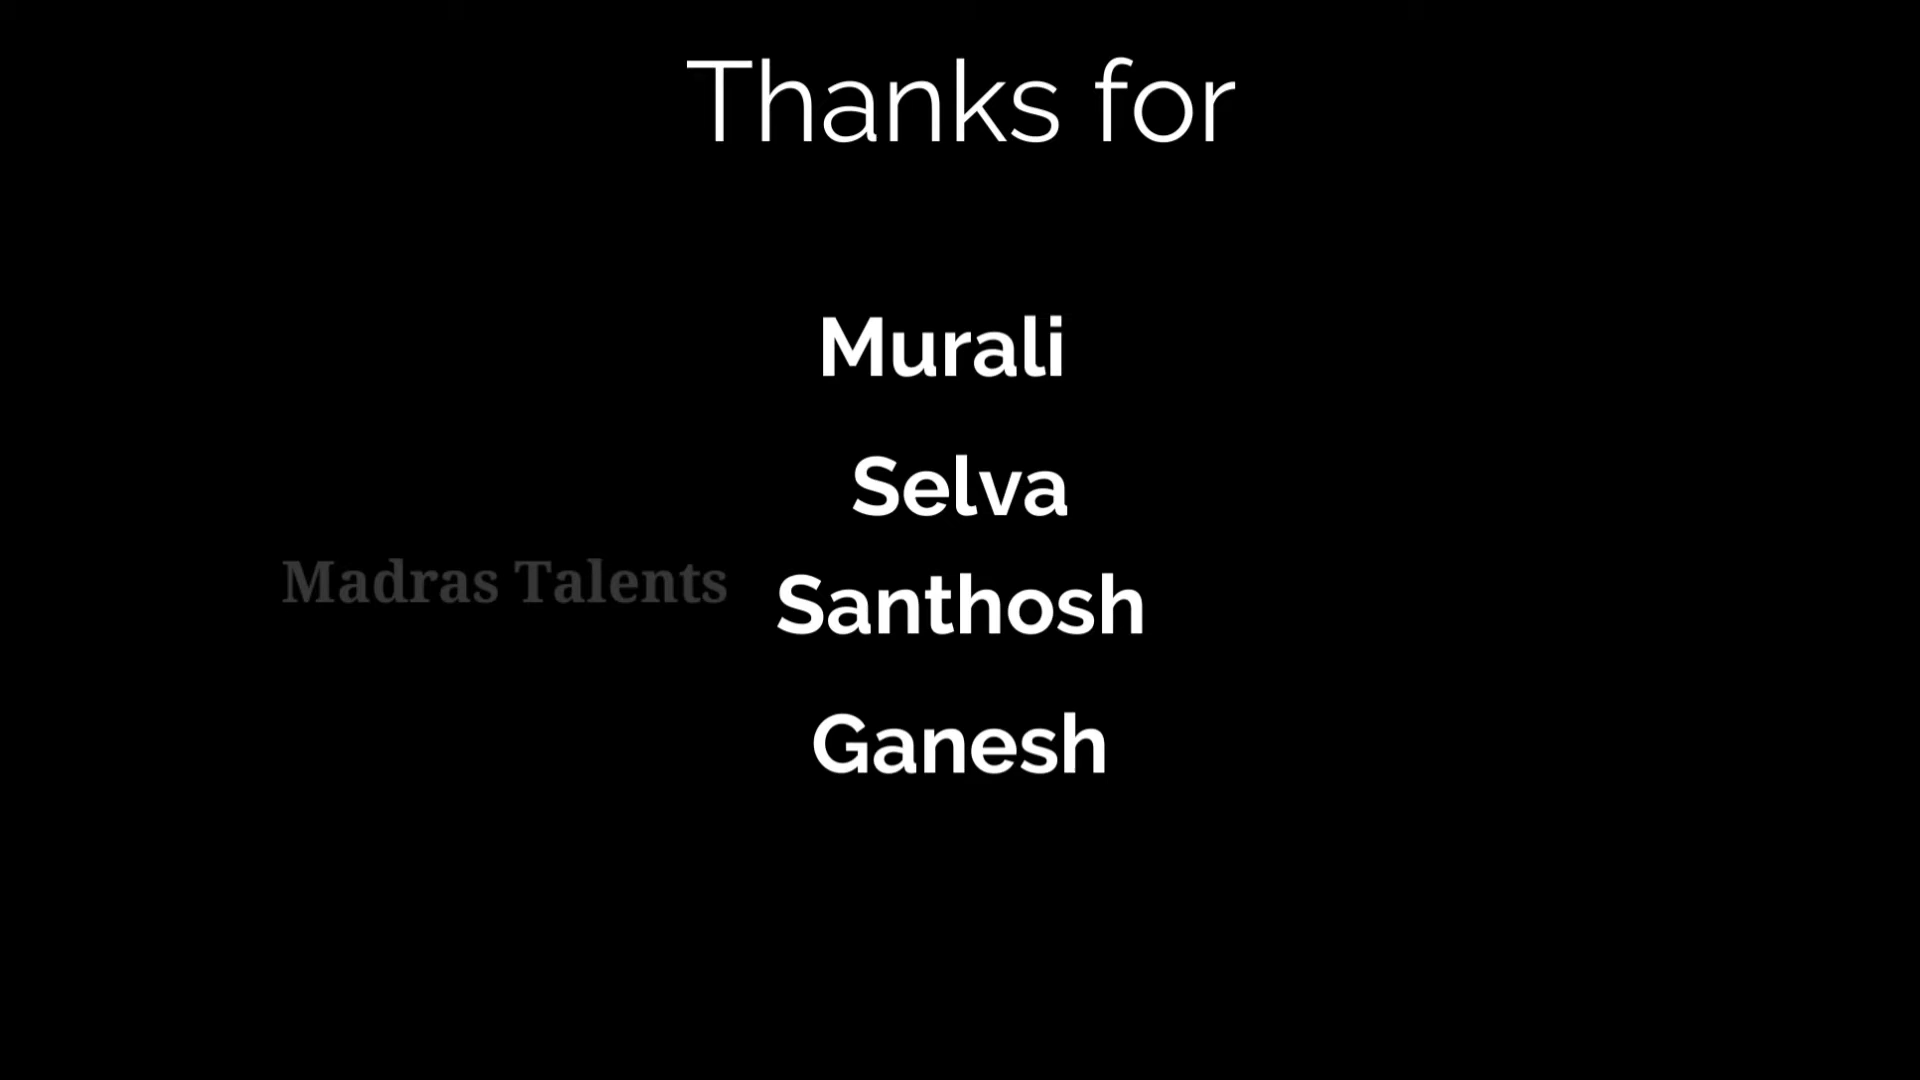 Thanks for
Murali
Selva
Madras Talents
Santhosh
Ganesh